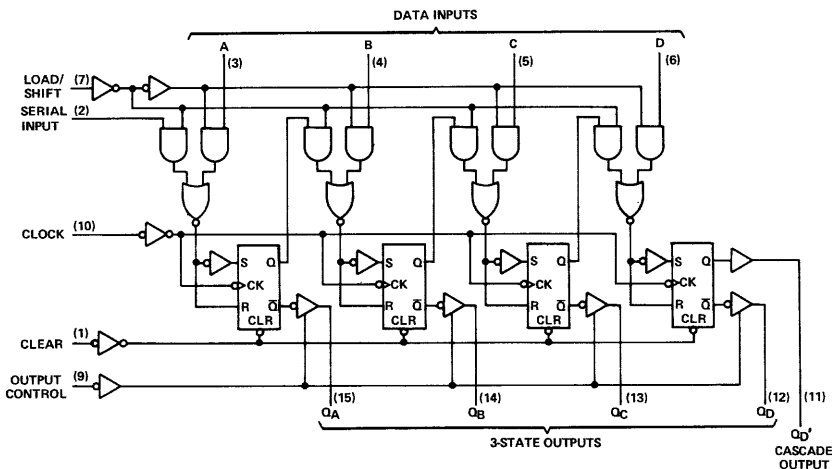 DATA INPUTS
A B C D
(3) (4) (5) (6)
LOAD/ (7)
SHIFT
SERIAL (2)
INPUT
CLOCK (10)
S Q S Q S Q S Q
CK CK CK CK
R Q̅ R Q̅ R Q̅ R Q̅
CLR CLR CLR CLR
CLEAR (1)
OUTPUT (9)
CONTROL
(15) (14) (13) (12) (11)
QA QB QC QD
QD'
3-STATE OUTPUTS
CASCADE
OUTPUT